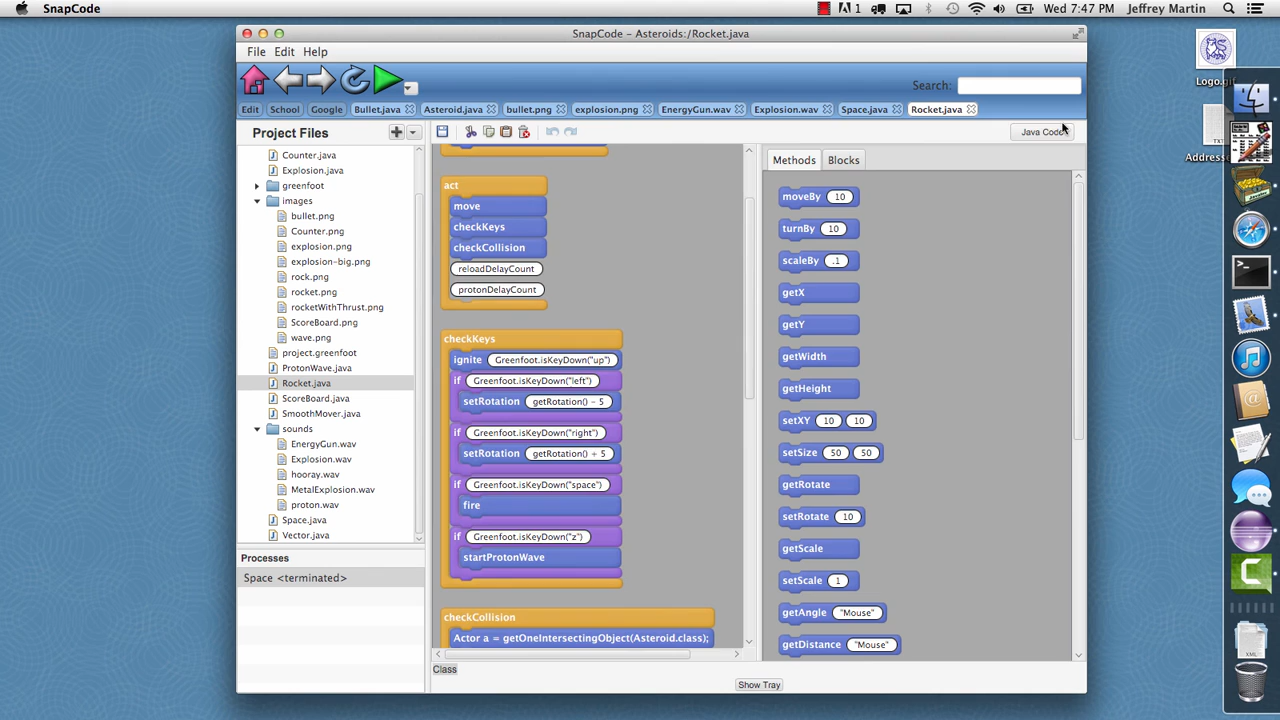 SnapCode
1
Wed 7:47 PM
Jeffrey Martin
SnapCode – Asteroids:/Rocket.java
File Edit Help
Search:
Edit School Google Bullet.java Asteroid.java bullet.png explosion.png EnergyGun.wav Explosion.wav Space.java Rocket.java
Project Files
Java Code
Counter.java
Explosion.java
greenfoot
images
bullet.png
Counter.png
explosion.png
explosion-big.png
rock.png
rocket.png
rocketWithThrust.png
ScoreBoard.png
wave.png
project.greenfoot
ProtonWave.java
Rocket.java
ScoreBoard.java
SmoothMover.java
sounds
EnergyGun.wav
Explosion.wav
hooray.wav
MetalExplosion.wav
proton.wav
Space.java
Vector.java
Processes
Space <terminated>
act
move
checkKeys
checkCollision
reloadDelayCount
protonDelayCount
checkKeys
ignite Greenfoot.isKeyDown("up")
if Greenfoot.isKeyDown("left")
setRotation getRotation() – 5
if Greenfoot.isKeyDown("right")
setRotation getRotation() + 5
if Greenfoot.isKeyDown("space")
fire
if Greenfoot.isKeyDown("z")
startProtonWave
checkCollision
Actor a = getOneIntersectingObject(Asteroid.class);
Class
Methods Blocks
moveBy 10
turnBy 10
scaleBy .1
getX
getY
getWidth
getHeight
setXY 10 10
setSize 50 50
getRotate
setRotate 10
getScale
setScale 1
getAngle "Mouse"
getDistance "Mouse"
Show Tray
Logo.gif